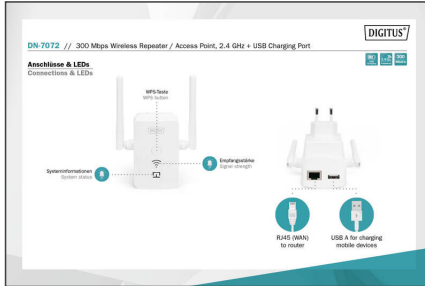 DIGITUS®
DN-7072 // 300 Mbps Wireless Repeater / Access Point, 2.4 GHz + USB Charging Port
Anschlüsse & LEDs
Connections & LEDs
WPS-Taste
WPS button
Empfangsstärke
Signal strength
Systeminformationen
System status
RJ45 (WAN)
to router
USB A for charging
mobile devices